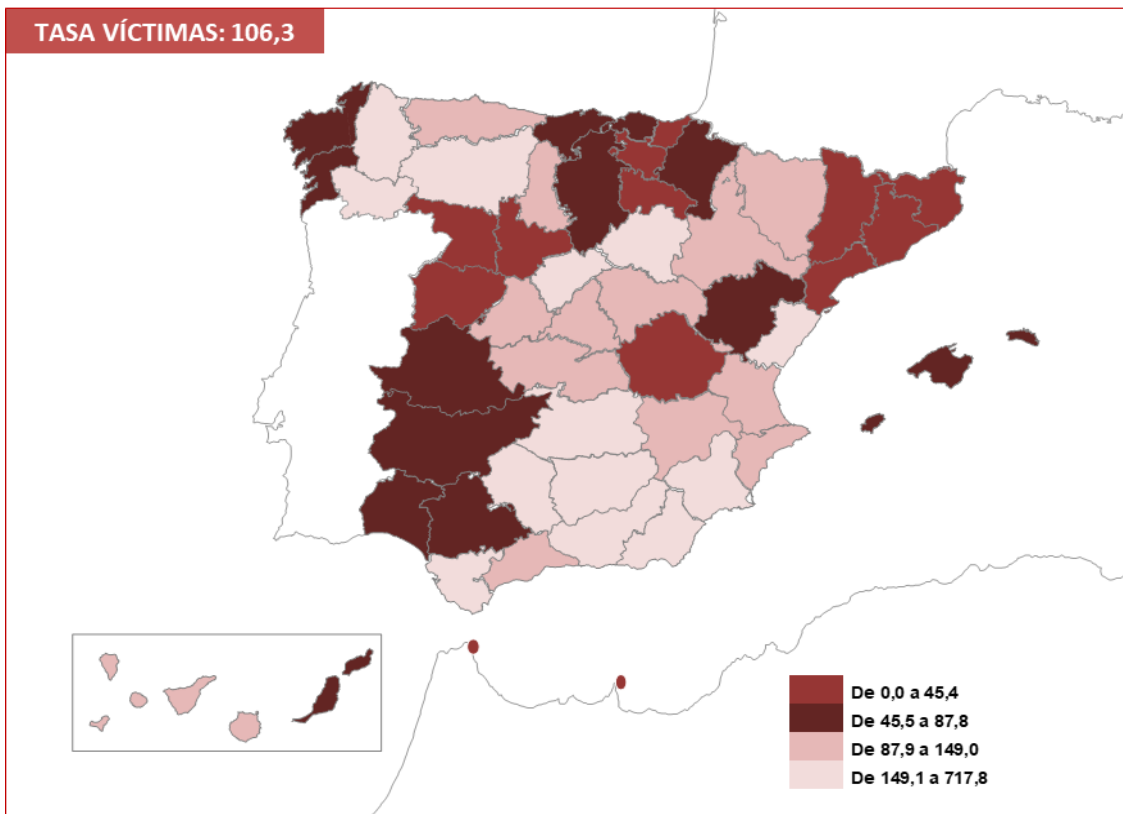 TASA VÍCTIMAS: 106,3
De 0,0 a 45,4
De 45,5 a 87,8
De 87,9 a 149,0
De 149,1 a 717,8